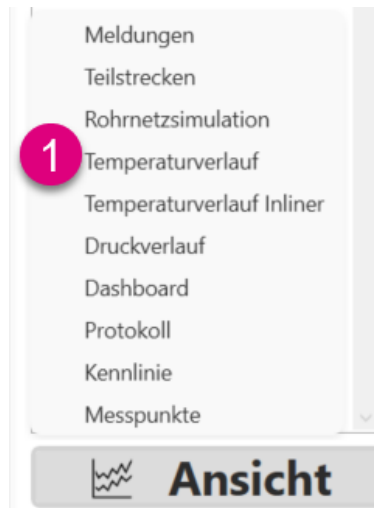 Meldungen
Teilstrecken
Rohrnetzsimulation
1 Temperaturverlauf
Temperaturverlauf Inliner
Druckverlauf
Dashboard
Protokoll
Kennlinie
Messpunkte
Ansicht